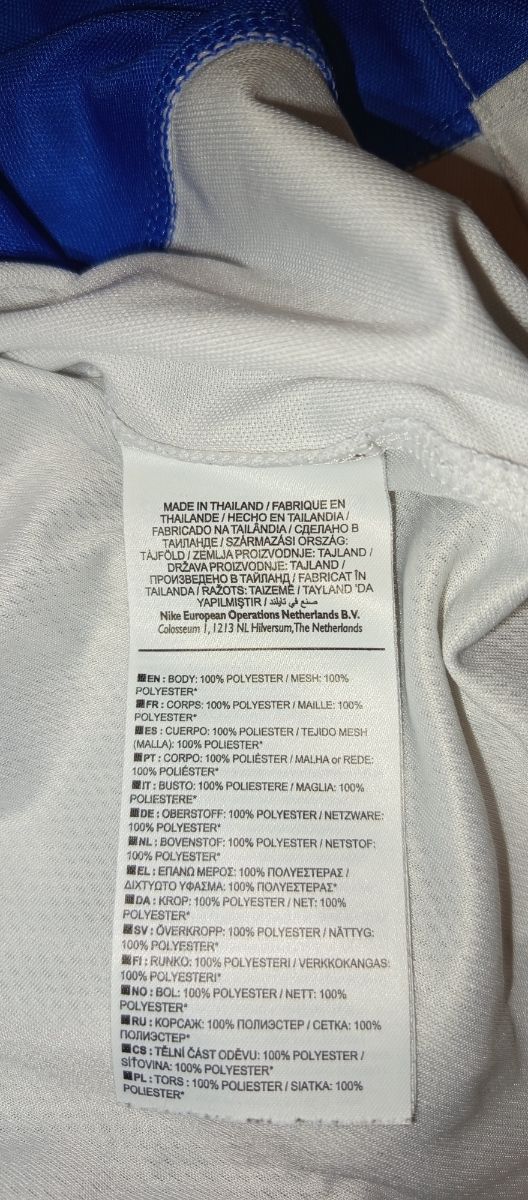 MADE IN THAILAND / FABRIQUE EN
THAILANDE / HECHO EN TAILANDIA /
FABRICADO NA TAILÂNDIA / СДЕЛАНО В
ТАИЛАНДЕ / SZÁRMAZÁSI ORSZÁG:
TÁJFÖLD / ZEMLJA PROIZVODNJE: TAJLAND /
DRŽAVA PROIZVODNJE: TAJLAND /
ПРОИЗВЕДЕНО В ТАЙЛАНД / FABRICAT ÎN
TAILANDA / RAŽOTS: TAIZEMĒ / TAYLAND 'DA
YAPILMIŞTIR / صنع في تايلند
Nike European Operations Netherlands B.V.
Colosseum 1, 1213 NL Hilversum, The Netherlands
EN : BODY: 100% POLYESTER / MESH: 100%
POLYESTER*
FR : CORPS: 100% POLYESTER / MAILLE: 100%
POLYESTER*
ES : CUERPO: 100% POLIESTER / TEJIDO MESH
(MALLA): 100% POLIESTER*
PT : CORPO: 100% POLIÉSTER / MALHA or REDE:
100% POLIÉSTER*
IT : BUSTO: 100% POLIESTERE / MAGLIA: 100%
POLIESTERE*
DE : OBERSTOFF: 100% POLYESTER / NETZWARE:
100% POLYESTER*
NL : BOVENSTOF: 100% POLYESTER / NETSTOF:
100% POLYESTER*
EL : ΕΠΑΝΩ ΜΕΡΟΣ: 100% ΠΟΛΥΕΣΤΕΡΑΣ /
ΔΙΧΤΥΩΤΟ ΥΦΑΣΜΑ: 100% ΠΟΛΥΕΣΤΕΡΑΣ*
DA : KROP: 100% POLYESTER / NET: 100%
POLYESTER*
SV : ÖVERKROPP: 100% POLYESTER / NÄTTYG:
100% POLYESTER*
FI : RUNKO: 100% POLYESTERI / VERKKOKANGAS:
100% POLYESTERI*
NO : BOL: 100% POLYESTER / NETT: 100%
POLYESTER*
RU : КОРСАЖ: 100% ПОЛИЭСТЕР / СЕТКА: 100%
ПОЛИЭСТЕР*
CS : TĚLNÍ ČÁST ODĚVU: 100% POLYESTER /
SÍŤOVINA: 100% POLYESTER*
PL : TORS : 100% POLYESTER / SIATKA: 100%
POLIESTER*